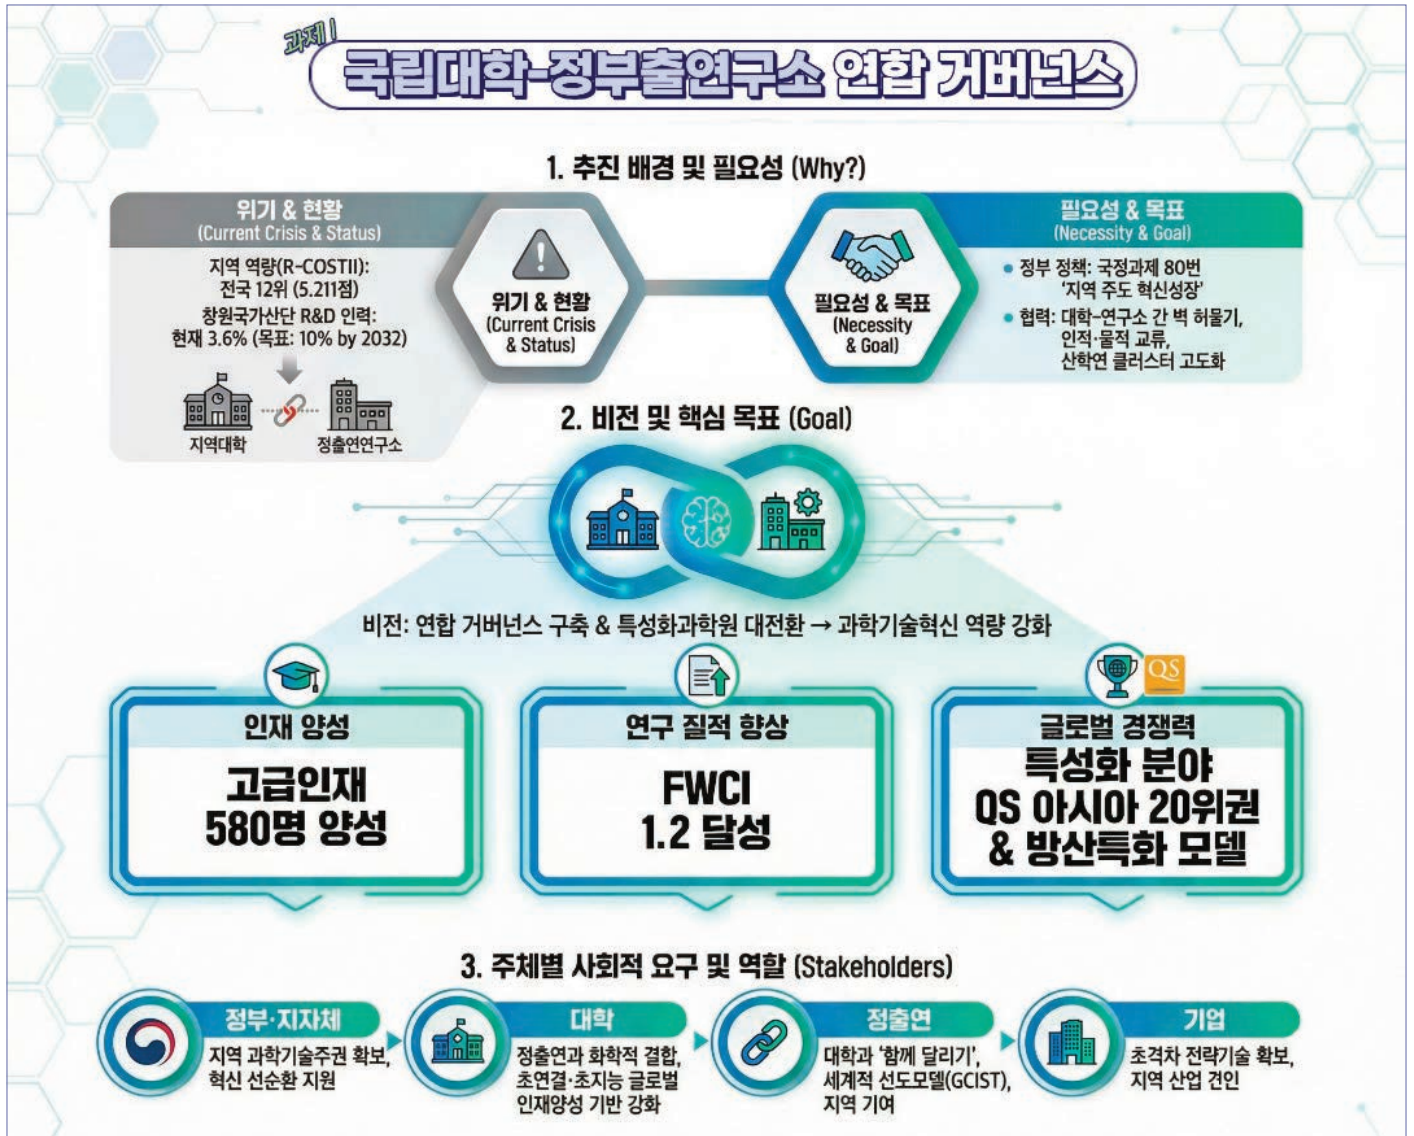 과제 1
국립대학-정부출연구소 연합 거버넌스
1. 추진 배경 및 필요성 (Why?)
위기 & 현황
(Current Crisis & Status)
지역 역량(R-COSTII):
전국 12위 (5.211점)
창원국가산단 R&D 인력:
현재 3.6% (목표: 10% by 2032)
지역대학
정출연연구소
위기 & 현황
(Current Crisis
& Status)
필요성 & 목표
(Necessity
& Goal)
필요성 & 목표
(Necessity & Goal)
• 정부 정책: 국정과제 80번
‘지역 주도 혁신성장’
• 협력: 대학-연구소 간 벽 허물기,
인적·물적 교류,
산학연 클러스터 고도화
2. 비전 및 핵심 목표 (Goal)
비전: 연합 거버넌스 구축 & 특성화과학원 대전환 → 과학기술혁신 역량 강화
인재 양성
고급인재
580명 양성
연구 질적 향상
FWCI
1.2 달성
QS
글로벌 경쟁력
특성화 분야
QS 아시아 20위권
& 방산특화 모델
3. 주체별 사회적 요구 및 역할 (Stakeholders)
정부·지자체
지역 과학기술주권 확보,
혁신 선순환 지원
대학
정출연과 화학적 결합,
초연결·초지능 글로벌
인재양성 기반 강화
정출연
대학과 ‘함께 달리기’,
세계적 선도모델(GCIST),
지역 기여
기업
초격차 전략기술 확보,
지역 산업 견인